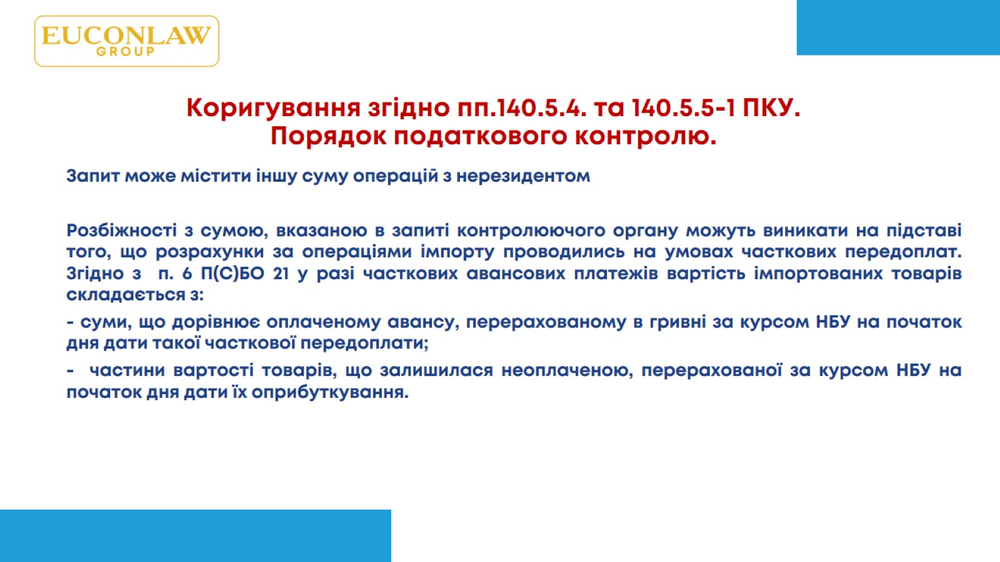 EUCONLAW
GROUP
Коригування згідно пп.140.5.4. та 140.5.5-1 ПКУ.
Порядок податкового контролю.
Запит може містити іншу суму операцій з нерезидентом
Розбіжності з сумою, вказаною в запиті контролюючого органу можуть виникати на підставі
того, що розрахунки за операціями імпорту проводились на умовах часткових передоплат.
Згідно з п. 6 П(С)БО 21 у разі часткових авансових платежів вартість імпортованих товарів
складається з:
- суми, що дорівнює оплаченому авансу, перерахованому в гривні за курсом НБУ на початок
дня дати такої часткової передоплати;
- частини вартості товарів, що залишилася неоплаченою, перерахованої за курсом НБУ на
початок дня дати їх оприбуткування.